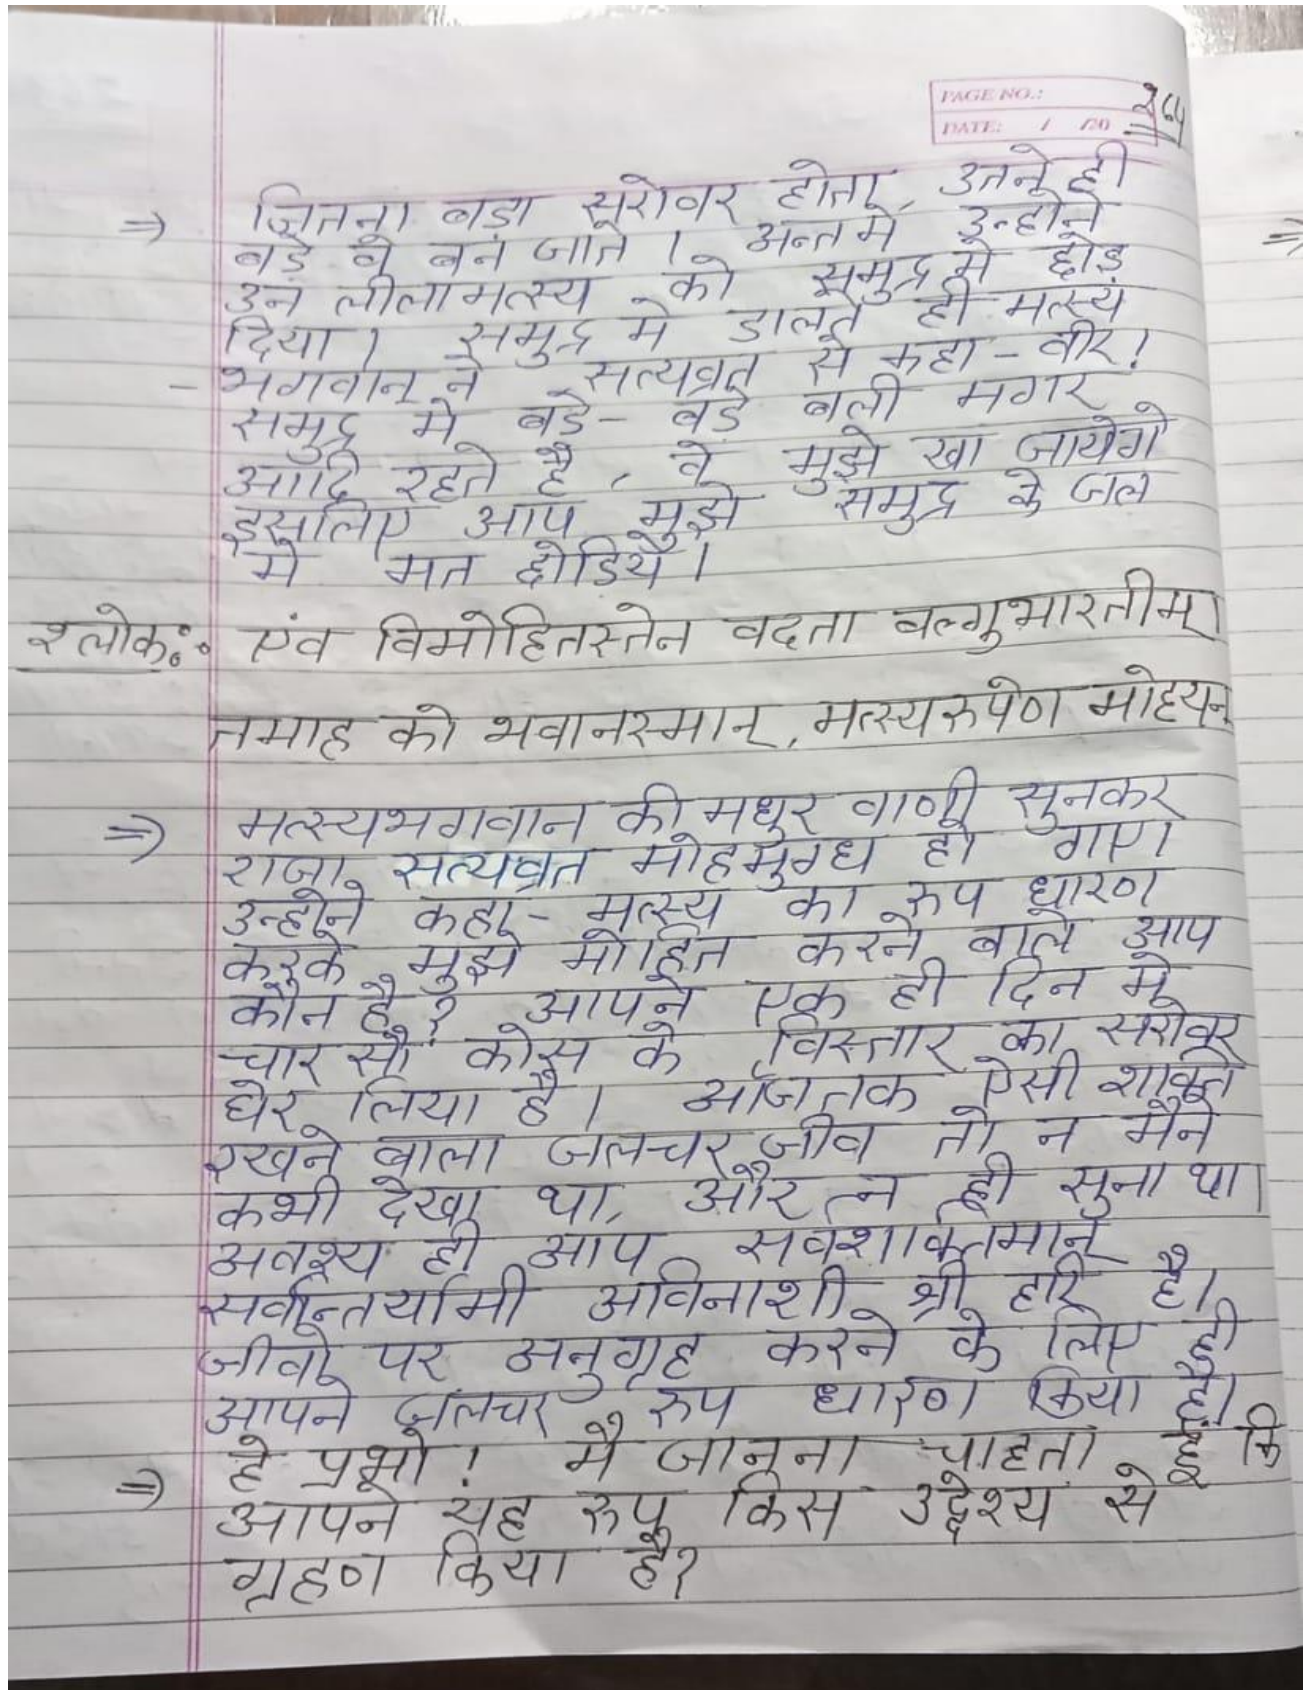 PAGE NO.: २६५
DATE: / /20
⇒ जितना बड़ा सरोवर होता, उतने ही
बड़े वे बन जाते । अन्तमे उन्होने
उन लीलामत्स्य को समुद्र मे छोड़
दिया । समुद्र मे डालते ही मत्स्य
- भगवान् ने सत्यव्रत से कहा - वीर !
समुद्र मे बडे - बडे बली मगर
आदि रहते है , वे मुझे खा जायेगे
इसलिए आप मुझे समुद्र के जल
मे मत छोडिये ।
श्लोकः एंव विमोहितस्तेन वदता वल्गुभारतीम् ।
तमाह को भवानस्मान् , मत्स्यरुपेण मोहयन्
⇒ मत्स्यभगवान की मधुर वाणी सुनकर
राजा सत्यव्रत मोहमुग्ध हो गए।
उन्होने कहा - मत्स्य का रुप धारण
करके मुझे मोहित करने बाले आप
कौन है ? आपने एक ही दिन मे
चार सौ कोस के विस्तार का सरोवर
घेर लिया है । आजतक ऐसी शक्ति
रखने बाला जलचर जीव तो न मैने
कभी देखा था, और न ही सुना था।
अवश्य ही आप सर्वशक्तिमान्
सर्वान्तर्यामी अविनाशी श्री हरि है।
जीवो पर अनुग्रह करने के लिए ही
आपने जलचर रुप धारण किया है।
⇒ हे प्रभो ! मै जानना चाहता हूँ कि
आपने यह रुप किस उद्देश्य से
ग्रहण किया है?